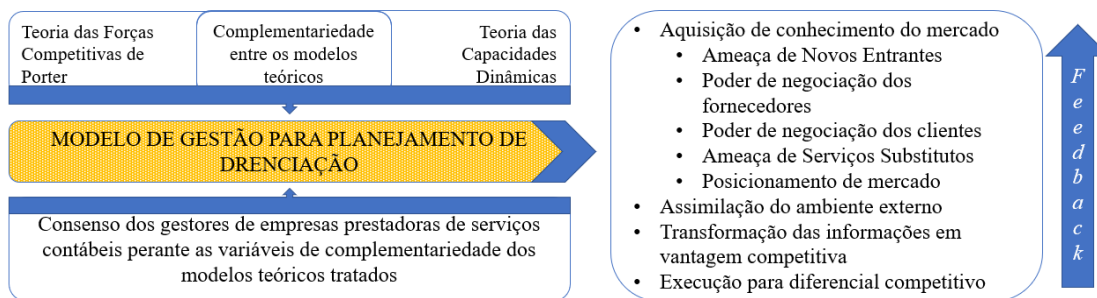 Teoria das Forças
Competitivas de
Porter
Complementariedade
entre os modelos
teóricos
Teoria das
Capacidades
Dinâmicas
MODELO DE GESTÃO PARA PLANEJAMENTO DE
DRENCIAÇÃO
Consenso dos gestores de empresas prestadoras de serviços
contábeis perante as variáveis de complementariedade dos
modelos teóricos tratados
• Aquisição de conhecimento do mercado
• Ameaça de Novos Entrantes
• Poder de negociação dos
fornecedores
• Poder de negociação dos clientes
• Ameaça de Serviços Substitutos
• Posicionamento de mercado
• Assimilação do ambiente externo
• Transformação das informações em
vantagem competitiva
• Execução para diferencial competitivo
Feedback